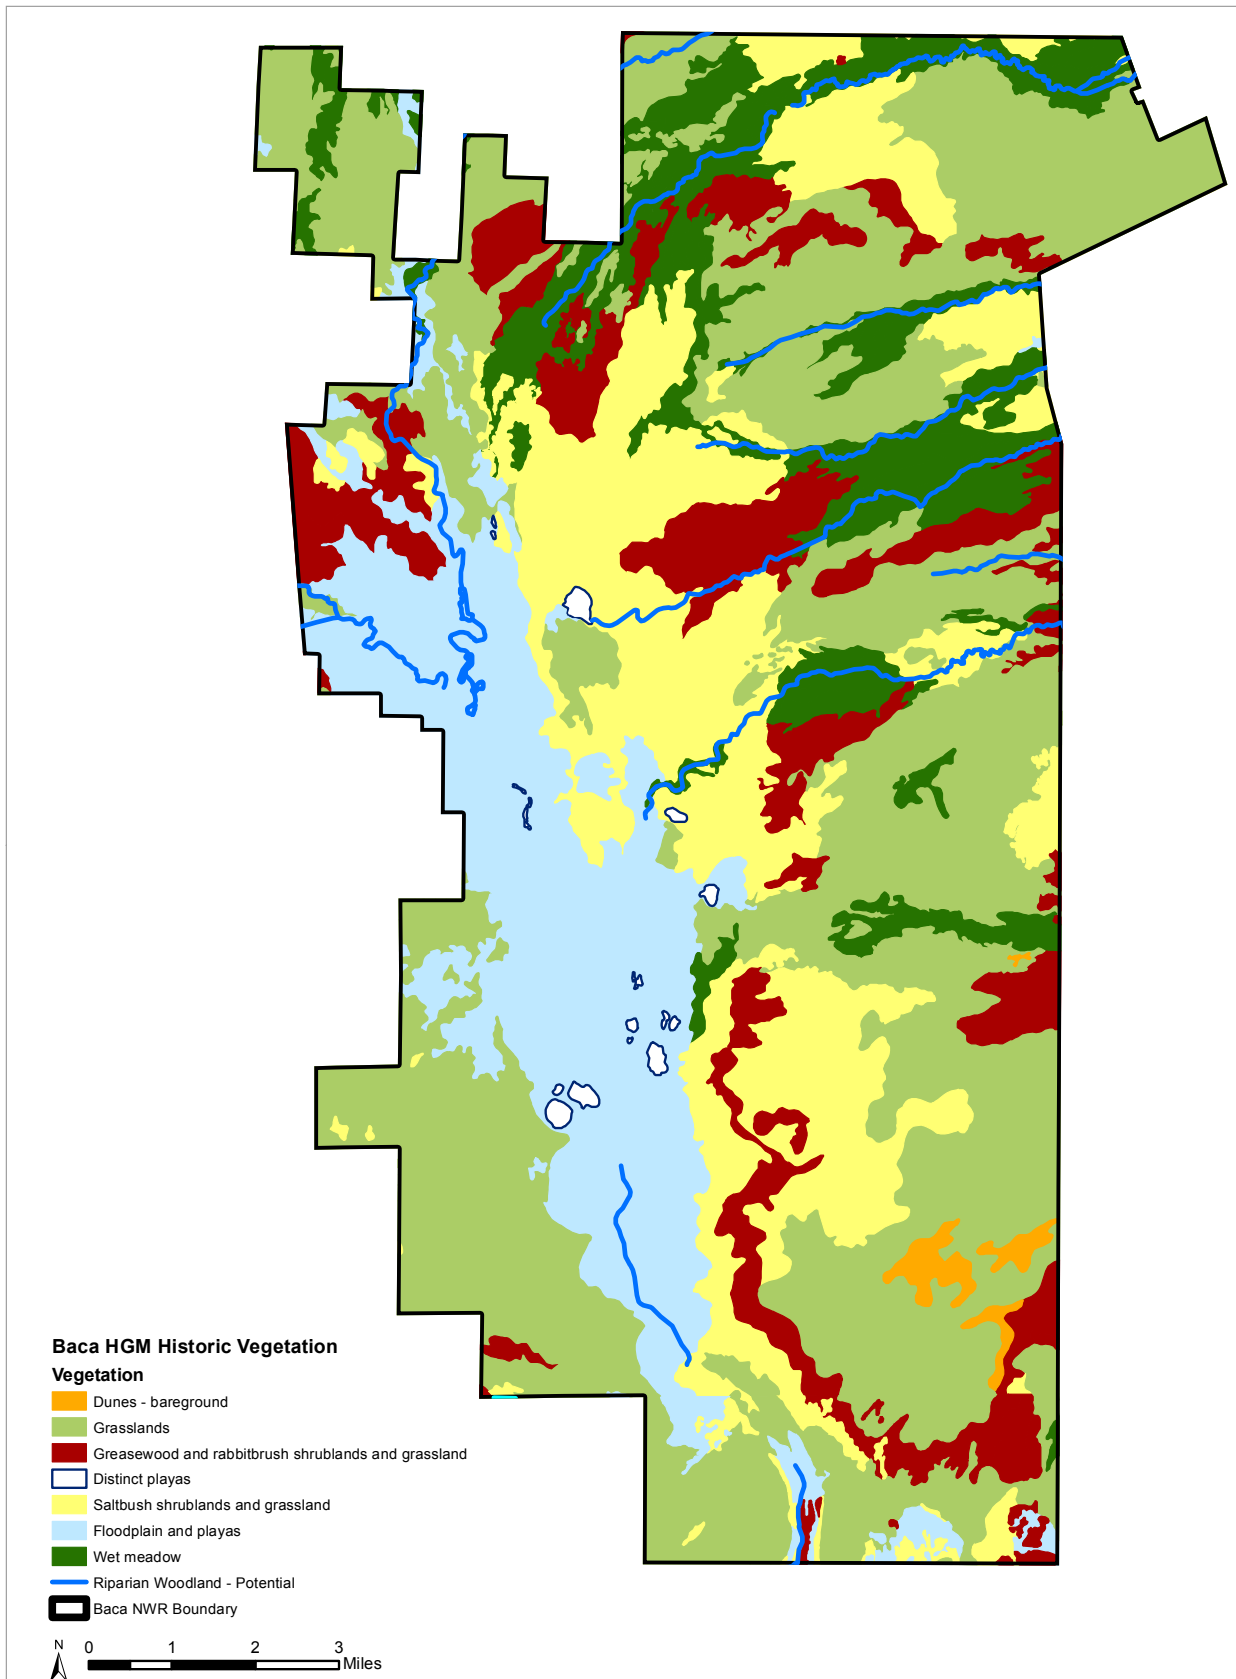 Baca HGM Historic Vegetation
Vegetation
Dunes - bareground
Grasslands
Greasewood and rabbitbrush shrublands and grassland
Distinct playas
Saltbush shrublands and grassland
Floodplain and playas
Wet meadow
Riparian Woodland - Potential
Baca NWR Boundary
N
0 1 2 3
Miles